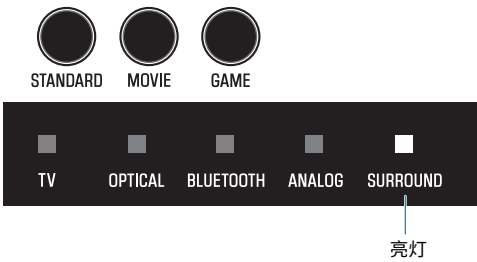 STANDARD MOVIE GAME
TV OPTICAL BLUETOOTH ANALOG SURROUND
亮灯